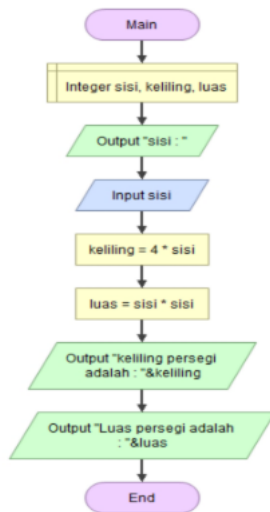 Main
Integer sisi, keliling, luas
Output "sisi : "
Input sisi
keliling = 4 * sisi
luas = sisi * sisi
Output "keliling persegi
adalah : "&keliling
Output "Luas persegi adalah
: "&luas
End